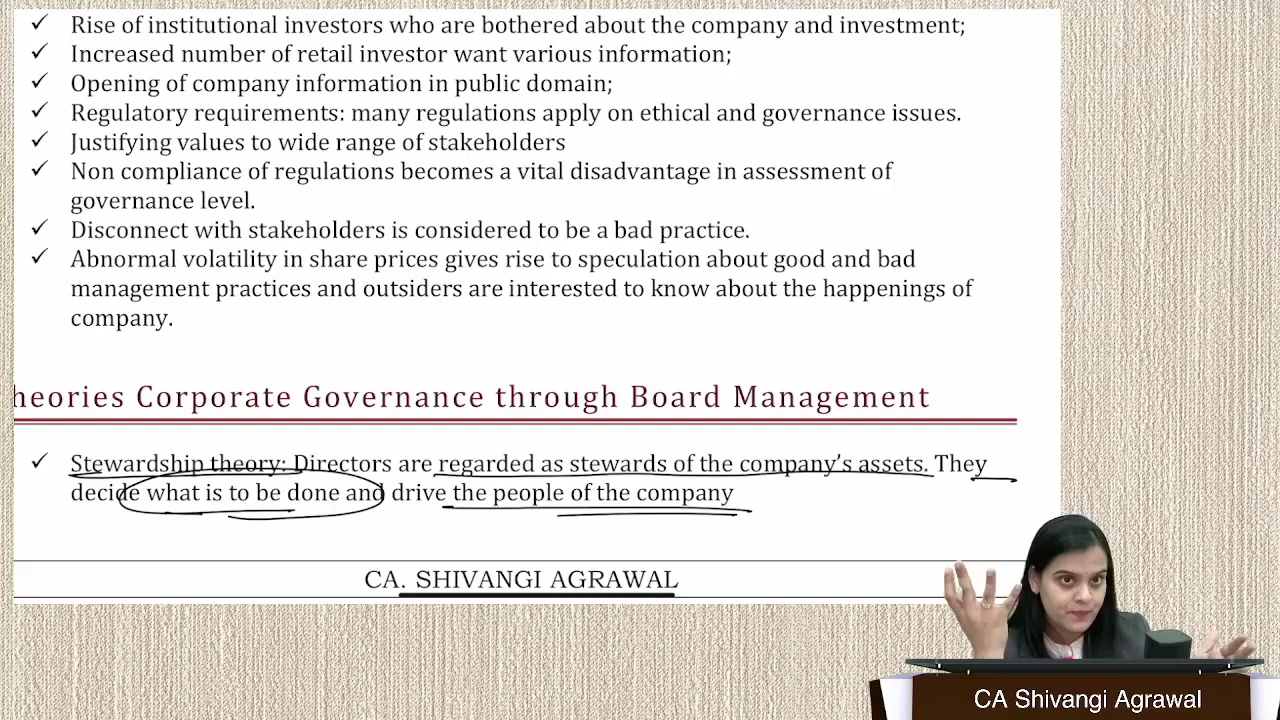 ✓ Rise of institutional investors who are bothered about the company and investment;
✓ Increased number of retail investor want various information;
✓ Opening of company information in public domain;
✓ Regulatory requirements: many regulations apply on ethical and governance issues.
✓ Justifying values to wide range of stakeholders
✓ Non compliance of regulations becomes a vital disadvantage in assessment of
governance level.
✓ Disconnect with stakeholders is considered to be a bad practice.
✓ Abnormal volatility in share prices gives rise to speculation about good and bad
management practices and outsiders are interested to know about the happenings of
company.
heories Corporate Governance through Board Management
✓ Stewardship theory: Directors are regarded as stewards of the company's assets. They
decide what is to be done and drive the people of the company
CA. SHIVANGI AGRAWAL
CA Shivangi Agrawal